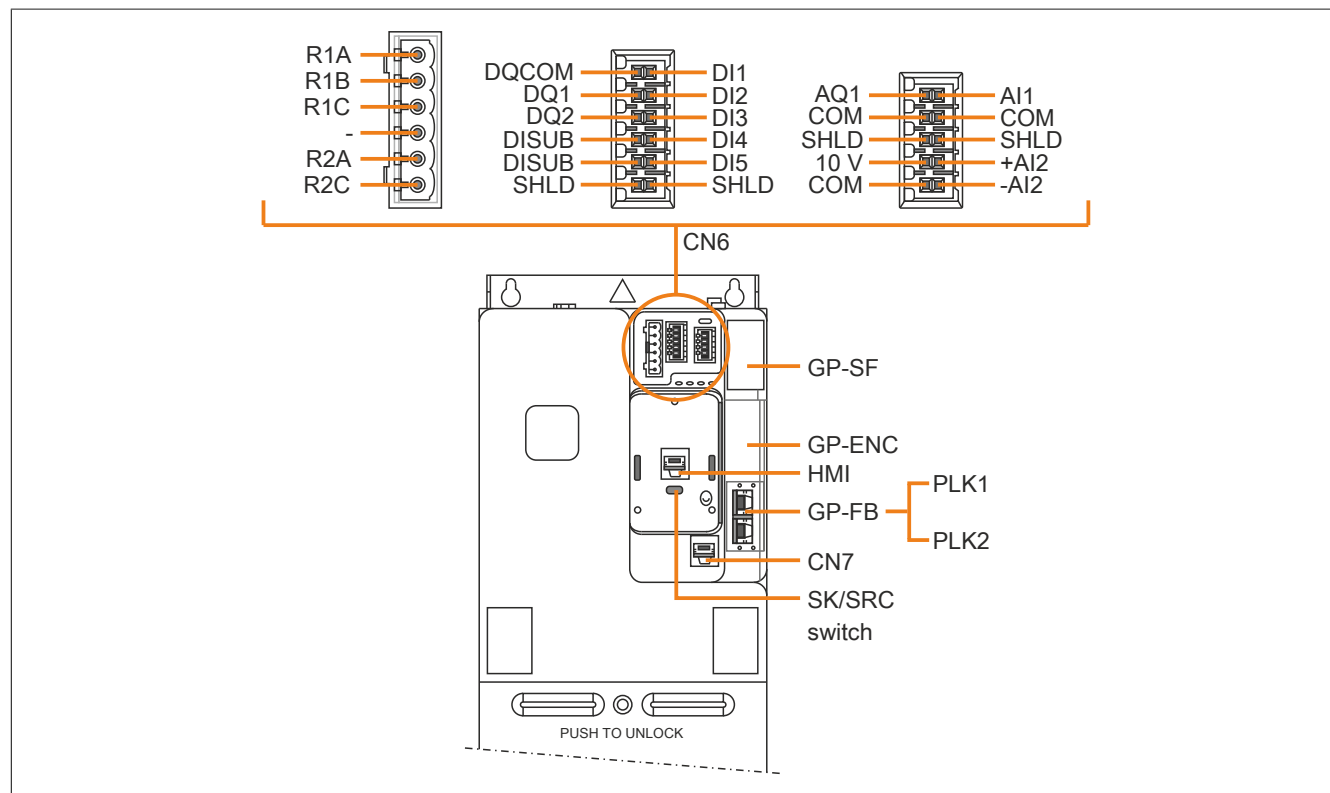 R1A
R1B
R1C
-
R2A
R2C
DQCOM DI1
DQ1 DI2
DQ2 DI3
DISUB DI4
DISUB DI5
SHLD SHLD
AQ1 AI1
COM COM
SHLD SHLD
10 V +AI2
COM -AI2
CN6
GP-SF
GP-ENC
HMI
GP-FB
PLK1
PLK2
CN7
SK/SRC
switch
PUSH TO UNLOCK